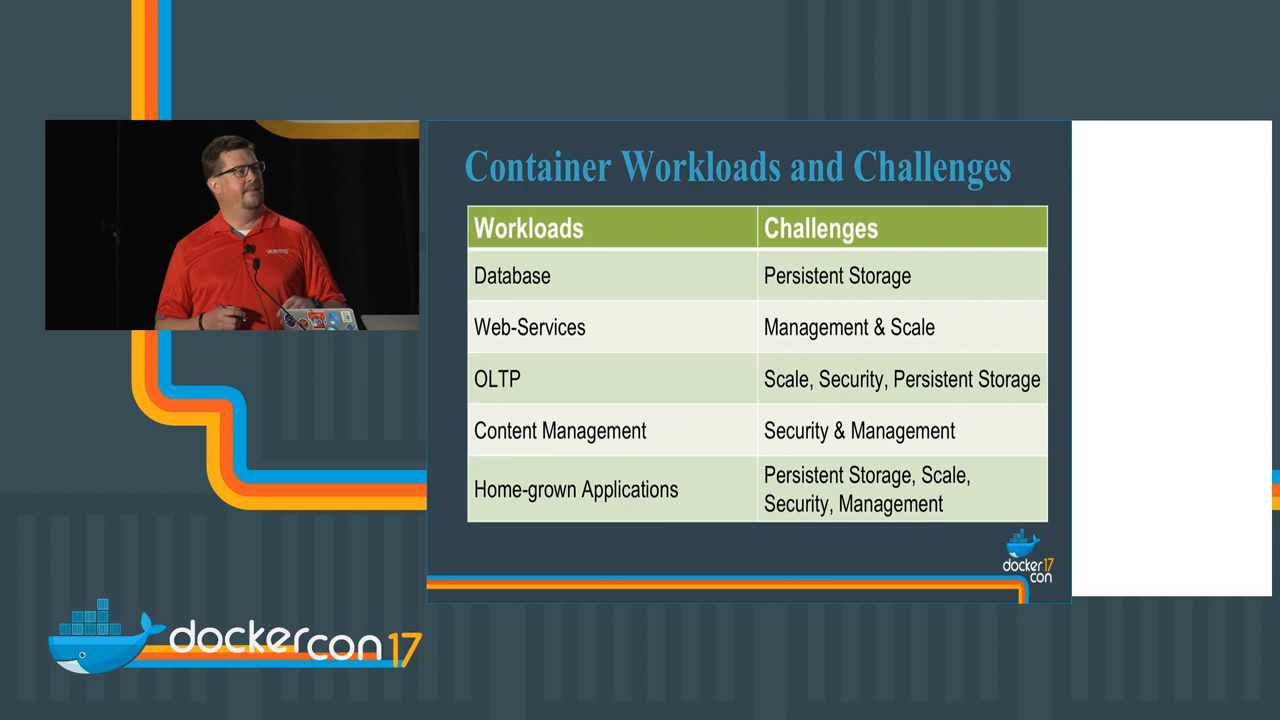 Container Workloads and Challenges
Workloads Challenges
Database Persistent Storage
Web-Services Management & Scale
OLTP Scale, Security, Persistent Storage
Content Management Security & Management
Home-grown Applications Persistent Storage, Scale,
Security, Management
docker 17
con
VERITAS
dockercon 17